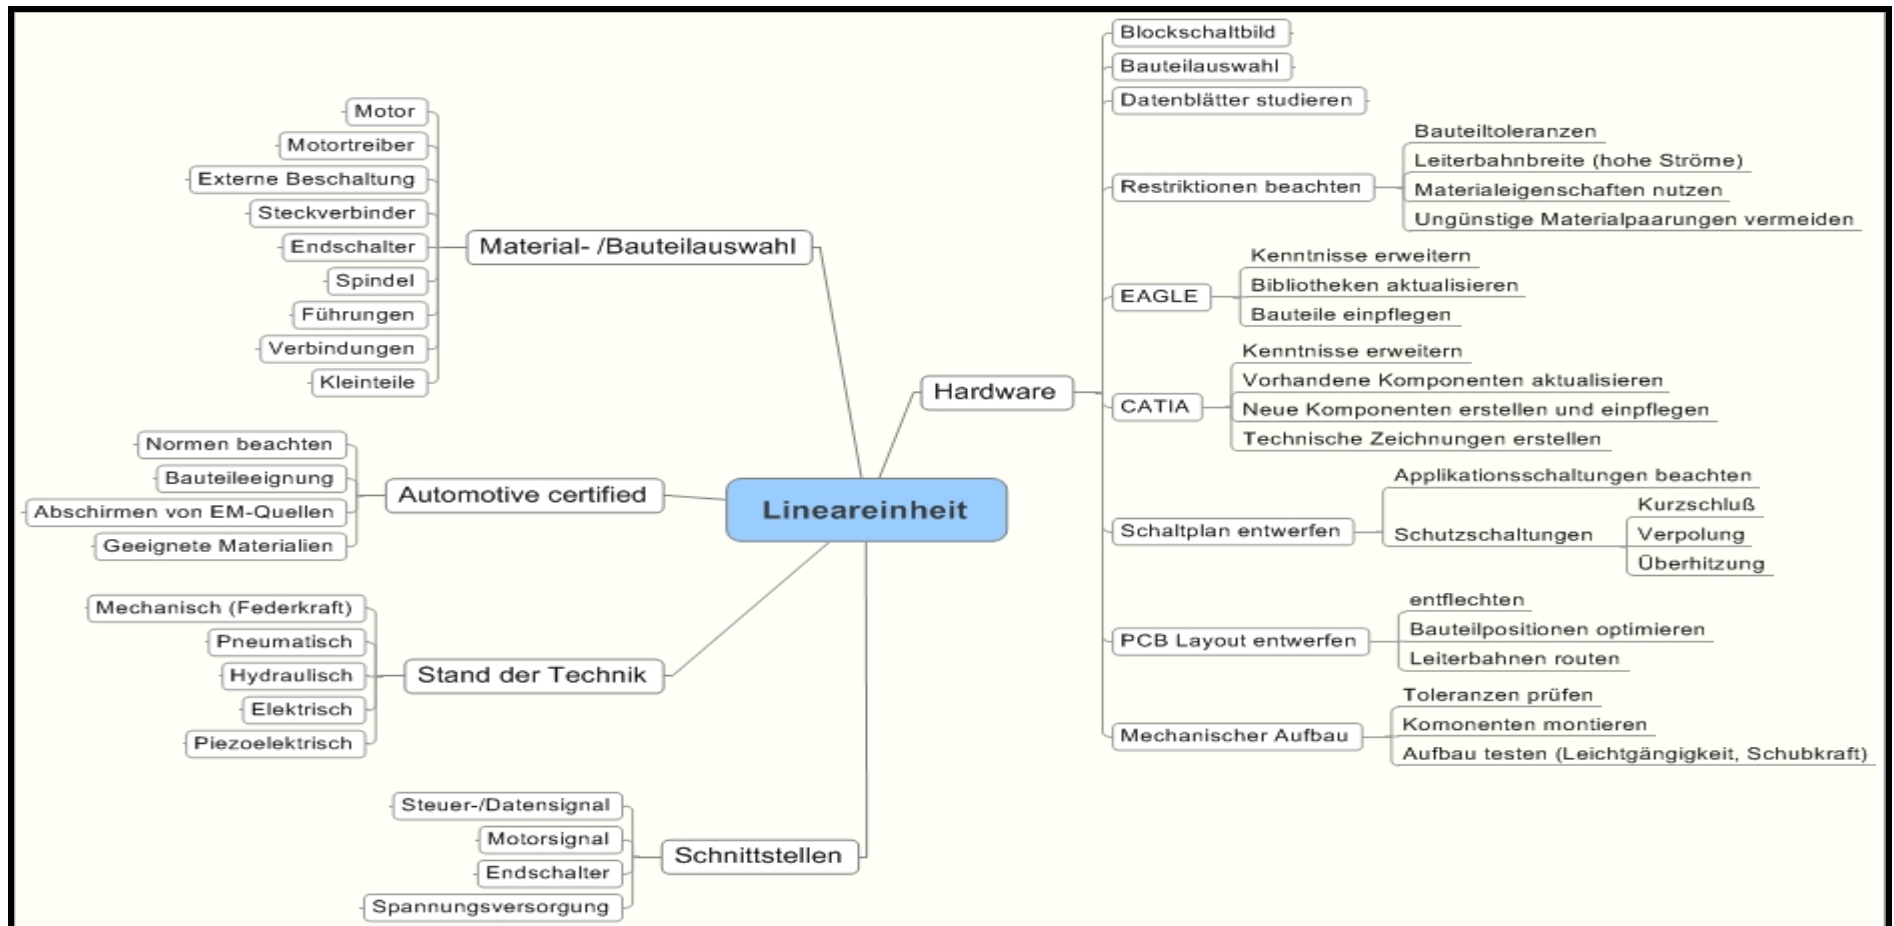 Lineareinheit
Material- /Bauteilauswahl
Motor
Motortreiber
Externe Beschaltung
Steckverbinder
Endschalter
Spindel
Führungen
Verbindungen
Kleinteile
Automotive certified
Normen beachten
Bauteileeignung
Abschirmen von EM-Quellen
Geeignete Materialien
Stand der Technik
Mechanisch (Federkraft)
Pneumatisch
Hydraulisch
Elektrisch
Piezoelektrisch
Schnittstellen
Steuer-/Datensignal
Motorsignal
Endschalter
Spannungsversorgung
Hardware
Blockschaltbild
Bauteilauswahl
Datenblätter studieren
Restriktionen beachten
Bauteiltoleranzen
Leiterbahnbreite (hohe Ströme)
Materialeigenschaften nutzen
Ungünstige Materialpaarungen vermeiden
EAGLE
Kenntnisse erweitern
Bibliotheken aktualisieren
Bauteile einpflegen
CATIA
Kenntnisse erweitern
Vorhandene Komponenten aktualisieren
Neue Komponenten erstellen und einpflegen
Technische Zeichnungen erstellen
Schaltplan entwerfen
Applikationsschaltungen beachten
Schutzschaltungen
Kurzschluß
Verpolung
Überhitzung
PCB Layout entwerfen
entflechten
Bauteilpositionen optimieren
Leiterbahnen routen
Mechanischer Aufbau
Toleranzen prüfen
Komonenten montieren
Aufbau testen (Leichtgängigkeit, Schubkraft)